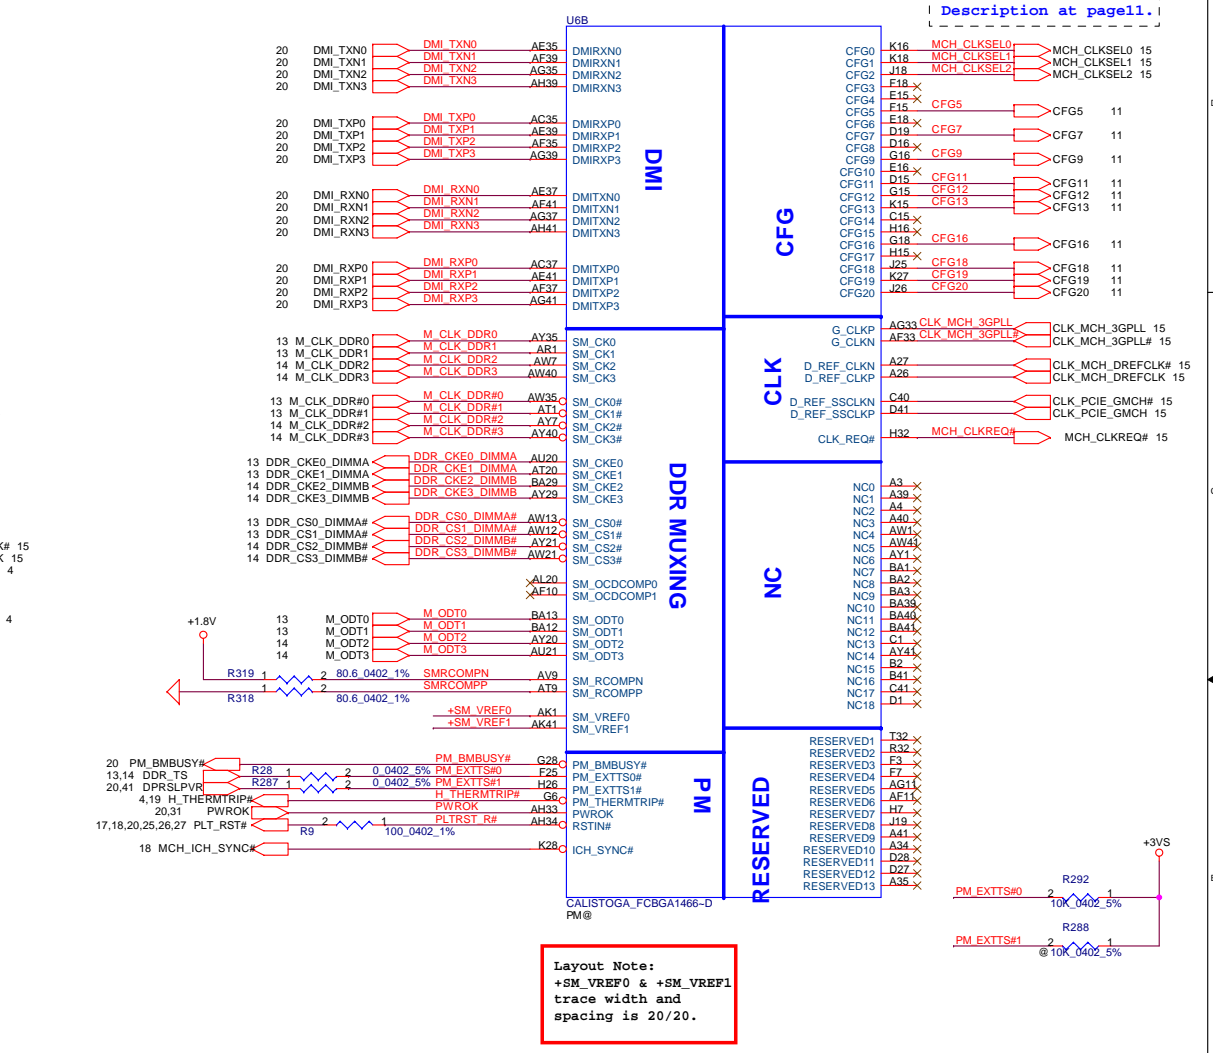 Description at page11.
U6B
20 DMI_TXN0 DMI_TXN0 AE35 DMIRXN0
20 DMI_TXN1 DMI_TXN1 AF39 DMIRXN1
20 DMI_TXN2 DMI_TXN2 AG35 DMIRXN2
20 DMI_TXN3 DMI_TXN3 AH39 DMIRXN3
20 DMI_TXP0 DMI_TXP0 AC35 DMIRXP0
20 DMI_TXP1 DMI_TXP1 AE39 DMIRXP1
20 DMI_TXP2 DMI_TXP2 AF35 DMIRXP2
20 DMI_TXP3 DMI_TXP3 AG39 DMIRXP3
20 DMI_RXN0 DMI_RXN0 AE37 DMITXN0
20 DMI_RXN1 DMI_RXN1 AF41 DMITXN1
20 DMI_RXN2 DMI_RXN2 AG37 DMITXN2
20 DMI_RXN3 DMI_RXN3 AH41 DMITXN3
20 DMI_RXP0 DMI_RXP0 AC37 DMITXP0
20 DMI_RXP1 DMI_RXP1 AE41 DMITXP1
20 DMI_RXP2 DMI_RXP2 AF37 DMITXP2
20 DMI_RXP3 DMI_RXP3 AG41 DMITXP3
DMI
13 M_CLK_DDR0 M_CLK_DDR0 AY35 SM_CK0
13 M_CLK_DDR1 M_CLK_DDR1 AR1 SM_CK1
14 M_CLK_DDR2 M_CLK_DDR2 AW7 SM_CK2
14 M_CLK_DDR3 M_CLK_DDR3 AW40 SM_CK3
13 M_CLK_DDR#0 M_CLK_DDR#0 AW35 SM_CK0#
13 M_CLK_DDR#1 M_CLK_DDR#1 AT1 SM_CK1#
14 M_CLK_DDR#2 M_CLK_DDR#2 AY7 SM_CK2#
14 M_CLK_DDR#3 M_CLK_DDR#3 AY40 SM_CK3#
13 DDR_CKE0_DIMMA DDR_CKE0_DIMMA AU20 SM_CKE0
13 DDR_CKE1_DIMMA DDR_CKE1_DIMMA AT20 SM_CKE1
14 DDR_CKE2_DIMMB DDR_CKE2_DIMMB BA29 SM_CKE2
14 DDR_CKE3_DIMMB DDR_CKE3_DIMMB AY29 SM_CKE3
13 DDR_CS0_DIMMA# DDR_CS0_DIMMA# AW13 SM_CS0#
13 DDR_CS1_DIMMA# DDR_CS1_DIMMA# AW12 SM_CS1#
14 DDR_CS2_DIMMB# DDR_CS2_DIMMB# AY21 SM_CS2#
14 DDR_CS3_DIMMB# DDR_CS3_DIMMB# AW21 SM_CS3#
AL20 SM_OCDCOMP0
AF10 SM_OCDCOMP1
13 M_ODT0 M_ODT0 BA13 SM_ODT0
13 M_ODT1 M_ODT1 BA12 SM_ODT1
14 M_ODT2 M_ODT2 AY20 SM_ODT2
14 M_ODT3 M_ODT3 AU21 SM_ODT3
+1.8V
R319 1 2 80.6_0402_1% SMRCOMPN AV9 SM_RCOMPN
R318 1 2 80.6_0402_1% SMRCOMPP AT9 SM_RCOMPP
+SM_VREF0 AK1 SM_VREF0
+SM_VREF1 AK41 SM_VREF1
DDR MUXING
20 PM_BMBUSY# PM_BMBUSY# G28 PM_BMBUSY#
13,14 DDR_TS R28 1 2 0_0402_5% PM_EXTTS#0 F25 PM_EXTTS0#
20,41 DPRSLPVR R287 1 2 0_0402_5% PM_EXTTS#1 H26 PM_EXTTS1#
4,19 H_THERMTRIP# H_THERMTRIP# G6 PM_THERMTRIP#
20,31 PWROK PWROK AH33 PWROK
17,18,20,25,26,27 PLT_RST# R9 2 1 100_0402_1% PLTRST_R# AH34 RSTIN#
18 MCH_ICH_SYNC# K28 ICH_SYNC#
PM
CFG0 K16 MCH_CLKSEL0 MCH_CLKSEL0 15
CFG1 K18 MCH_CLKSEL1 MCH_CLKSEL1 15
CFG2 J18 MCH_CLKSEL2 MCH_CLKSEL2 15
CFG3 F18
CFG4 E15
CFG5 F15 CFG5 CFG5 11
CFG6 E18
CFG7 D19 CFG7 CFG7 11
CFG8 D16
CFG9 G16 CFG9 CFG9 11
CFG10 E16
CFG11 D15 CFG11 CFG11 11
CFG12 G15 CFG12 CFG12 11
CFG13 K15 CFG13 CFG13 11
CFG14 C15
CFG15 H16
CFG16 G18 CFG16 CFG16 11
CFG17 H15
CFG18 J25 CFG18 CFG18 11
CFG19 K27 CFG19 CFG19 11
CFG20 J26 CFG20 CFG20 11
CFG
G_CLKP AG33 CLK_MCH_3GPLL CLK_MCH_3GPLL 15
G_CLKN AF33 CLK_MCH_3GPLL# CLK_MCH_3GPLL# 15
D_REF_CLKN A27 CLK_MCH_DREFCLK# 15
D_REF_CLKP A26 CLK_MCH_DREFCLK 15
D_REF_SSCLKN C40 CLK_PCIE_GMCH# 15
D_REF_SSCLKP D41 CLK_PCIE_GMCH 15
CLK_REQ# H32 MCH_CLKREQ# MCH_CLKREQ# 15
CLK
NC0 A3
NC1 A39
NC2 A4
NC3 A40
NC4 AW1
NC5 AW41
NC6 AY1
NC7 BA1
NC8 BA2
NC9 BA3
NC10 BA39
NC11 BA40
NC12 BA41
NC13 C1
NC14 AY41
NC15 B2
NC16 B41
NC17 C41
NC18 D1
NC
RESERVED1 T32
RESERVED2 R32
RESERVED3 F3
RESERVED4 F7
RESERVED5 AG11
RESERVED6 AF11
RESERVED7 H7
RESERVED8 J19
RESERVED9 A41
RESERVED10 A34
RESERVED11 D28
RESERVED12 D27
RESERVED13 A35
RESERVED
CALISTOGA_FCBGA1466~D
PM@
K# 15
K 15
4
4
+3VS
PM_EXTTS#0 2 R292 1
10K_0402_5%
PM_EXTTS#1 2 R288 1
@ 10K_0402_5%
Layout Note:
+SM_VREF0 & +SM_VREF1
trace width and
spacing is 20/20.